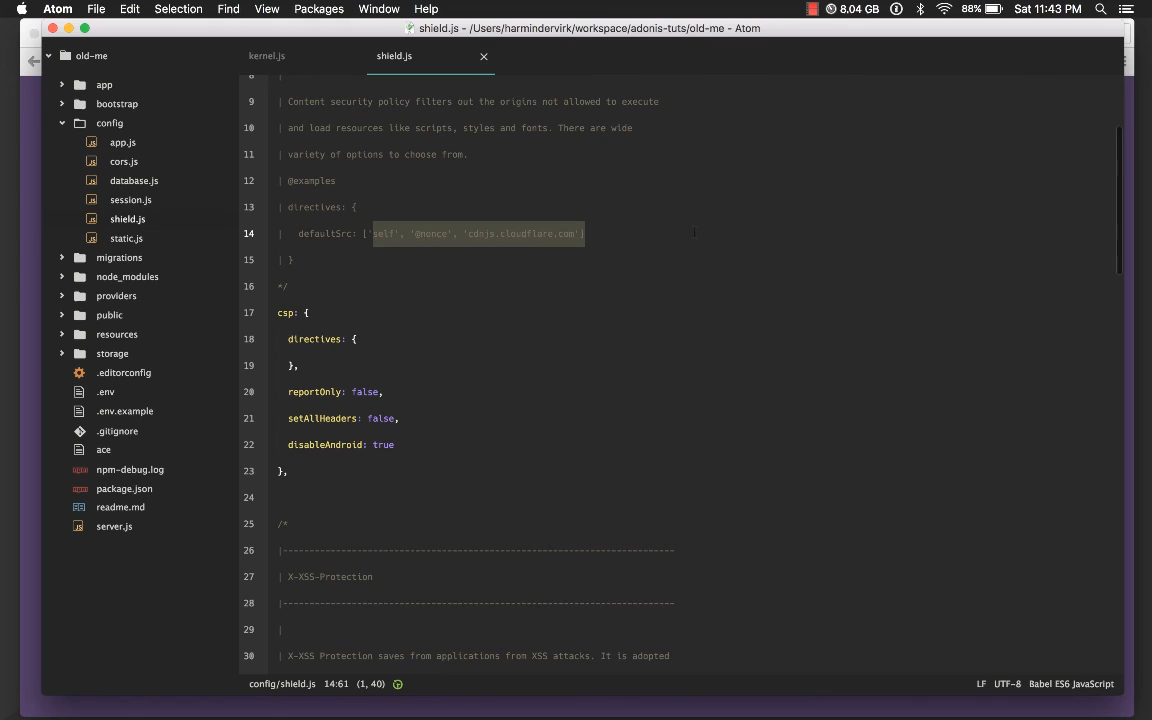 Atom File Edit Selection Find View Packages Window Help 8.04 GB 88% Sat 11:43 PM
shield.js - /Users/harmindervirk/workspace/adonis-tuts/old-me - Atom
old-me
app
bootstrap
config
app.js
cors.js
database.js
session.js
shield.js
static.js
migrations
node_modules
providers
public
resources
storage
.editorconfig
.env
.env.example
.gitignore
ace
npm-debug.log
package.json
readme.md
server.js
kernel.js shield.js
8 |
9 | Content security policy filters out the origins not allowed to execute
10 | and load resources like scripts, styles and fonts. There are wide
11 | variety of options to choose from.
12 | @examples
13 | directives: {
14 |   defaultSrc: ['self', '@nonce', 'cdnjs.cloudflare.com']
15 | }
16 */
17 csp: {
18   directives: {
19   },
20   reportOnly: false,
21   setAllHeaders: false,
22   disableAndroid: true
23 },
24
25 /*
26 |--------------------------------------------------------------------------
27 | X-XSS-Protection
28 |--------------------------------------------------------------------------
29 |
30 | X-XSS Protection saves from applications from XSS attacks. It is adopted
config/shield.js 14:61 (1, 40) LF UTF-8 Babel ES6 JavaScript